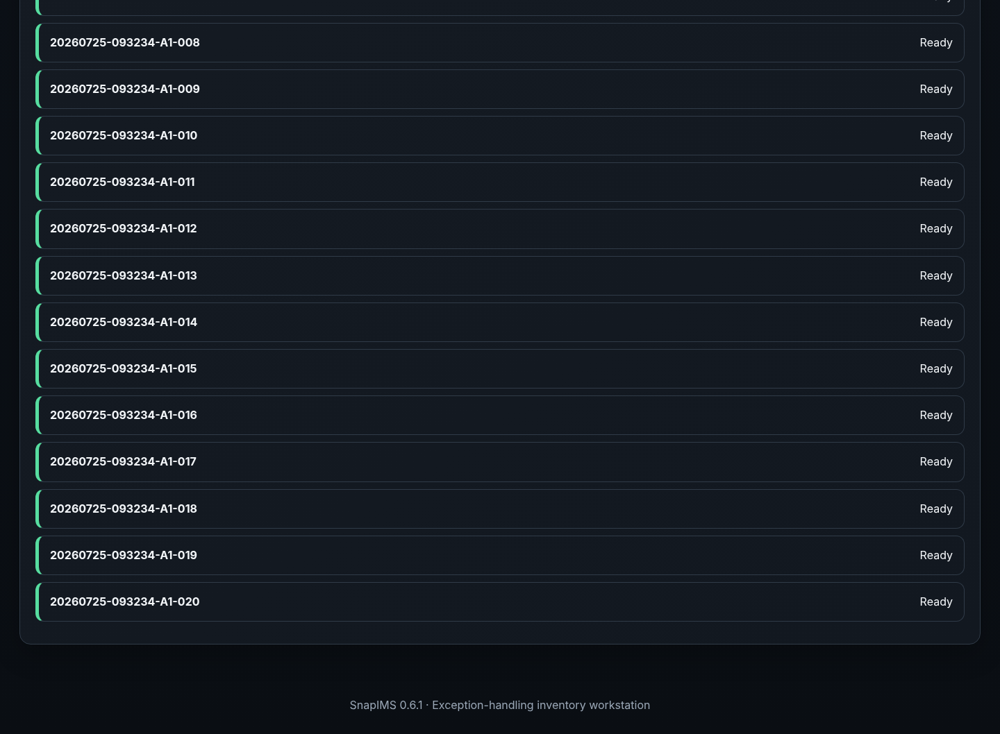 20260725-093234-A1-008 Ready
20260725-093234-A1-009 Ready
20260725-093234-A1-010 Ready
20260725-093234-A1-011 Ready
20260725-093234-A1-012 Ready
20260725-093234-A1-013 Ready
20260725-093234-A1-014 Ready
20260725-093234-A1-015 Ready
20260725-093234-A1-016 Ready
20260725-093234-A1-017 Ready
20260725-093234-A1-018 Ready
20260725-093234-A1-019 Ready
20260725-093234-A1-020 Ready
SnapIMS 0.6.1 · Exception-handling inventory workstation